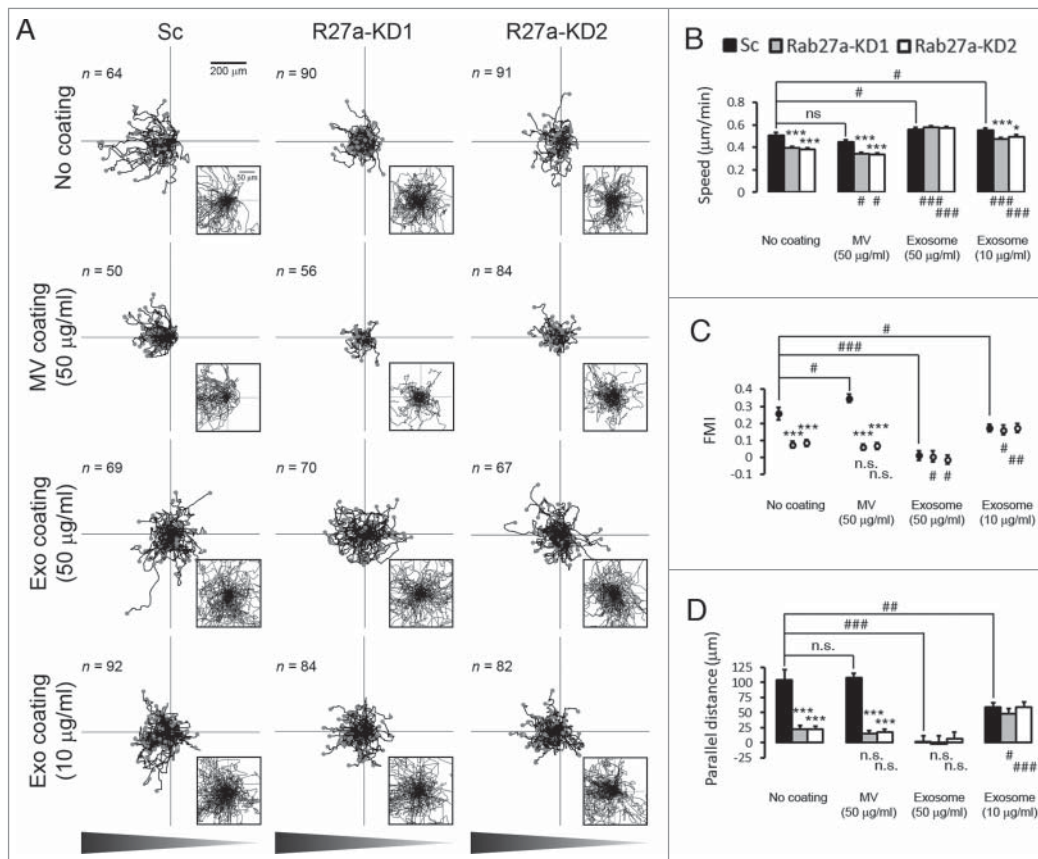 A
Sc
R27a-KD1
R27a-KD2
200 µm
No coating
n = 64
n = 90
n = 91
50 µm
MV coating
(50 µg/ml)
n = 50
n = 56
n = 84
Exo coating
(50 µg/ml)
n = 69
n = 70
n = 67
Exo coating
(10 µg/ml)
n = 92
n = 84
n = 82
B
Sc
Rab27a-KD1
Rab27a-KD2
#
#
ns
Speed (µm/min)
0.8
0.6
0.4
0.2
0
*** ***
*** ***
*** *
# #
### ###
### ###
No coating
MV
(50 µg/ml)
Exosome
(50 µg/ml)
Exosome
(10 µg/ml)
C
#
###
#
FMI
0.4
0.3
0.2
0.1
0
-0.1
*** ***
*** ***
n.s. n.s.
# #
# ##
No coating
MV
(50 µg/ml)
Exosome
(50 µg/ml)
Exosome
(10 µg/ml)
D
##
###
n.s.
Parallel distance (µm)
125
100
75
50
25
0
-25
*** ***
*** ***
n.s. n.s.
n.s. n.s.
# ###
No coating
MV
(50 µg/ml)
Exosome
(50 µg/ml)
Exosome
(10 µg/ml)